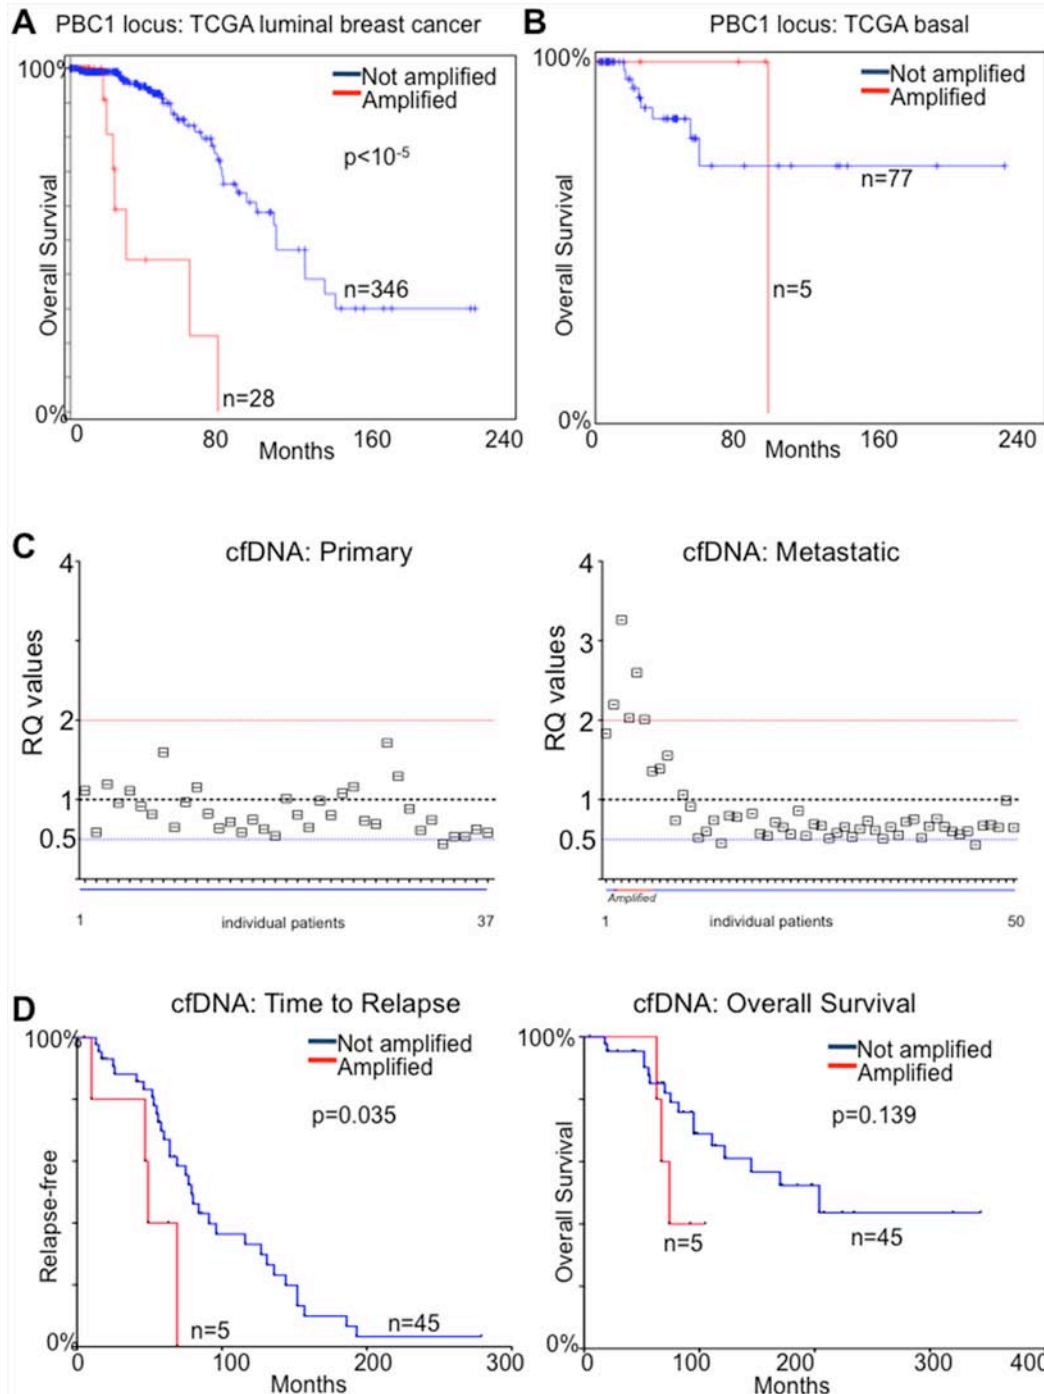 A PBC1 locus: TCGA luminal breast cancer
100%
Overall Survival
0%
Not amplified
Amplified
p<10-5
n=346
n=28
0 80 160 240
Months
B PBC1 locus: TCGA basal
100%
Overall Survival
0%
Not amplified
Amplified
n=77
n=5
0 80 160 240
Months
C
cfDNA: Primary
RQ values
4
2
1
0.5
1 individual patients 37
cfDNA: Metastatic
RQ values
4
3
2
1
0.5
Amplified
1 individual patients 50
D
cfDNA: Time to Relapse
100%
Relapse-free
0%
Not amplified
Amplified
p=0.035
n=5
n=45
0 100 200 300
Months
cfDNA: Overall Survival
100%
Overall Survival
0%
Not amplified
Amplified
p=0.139
n=5
n=45
0 100 200 300 400
Months